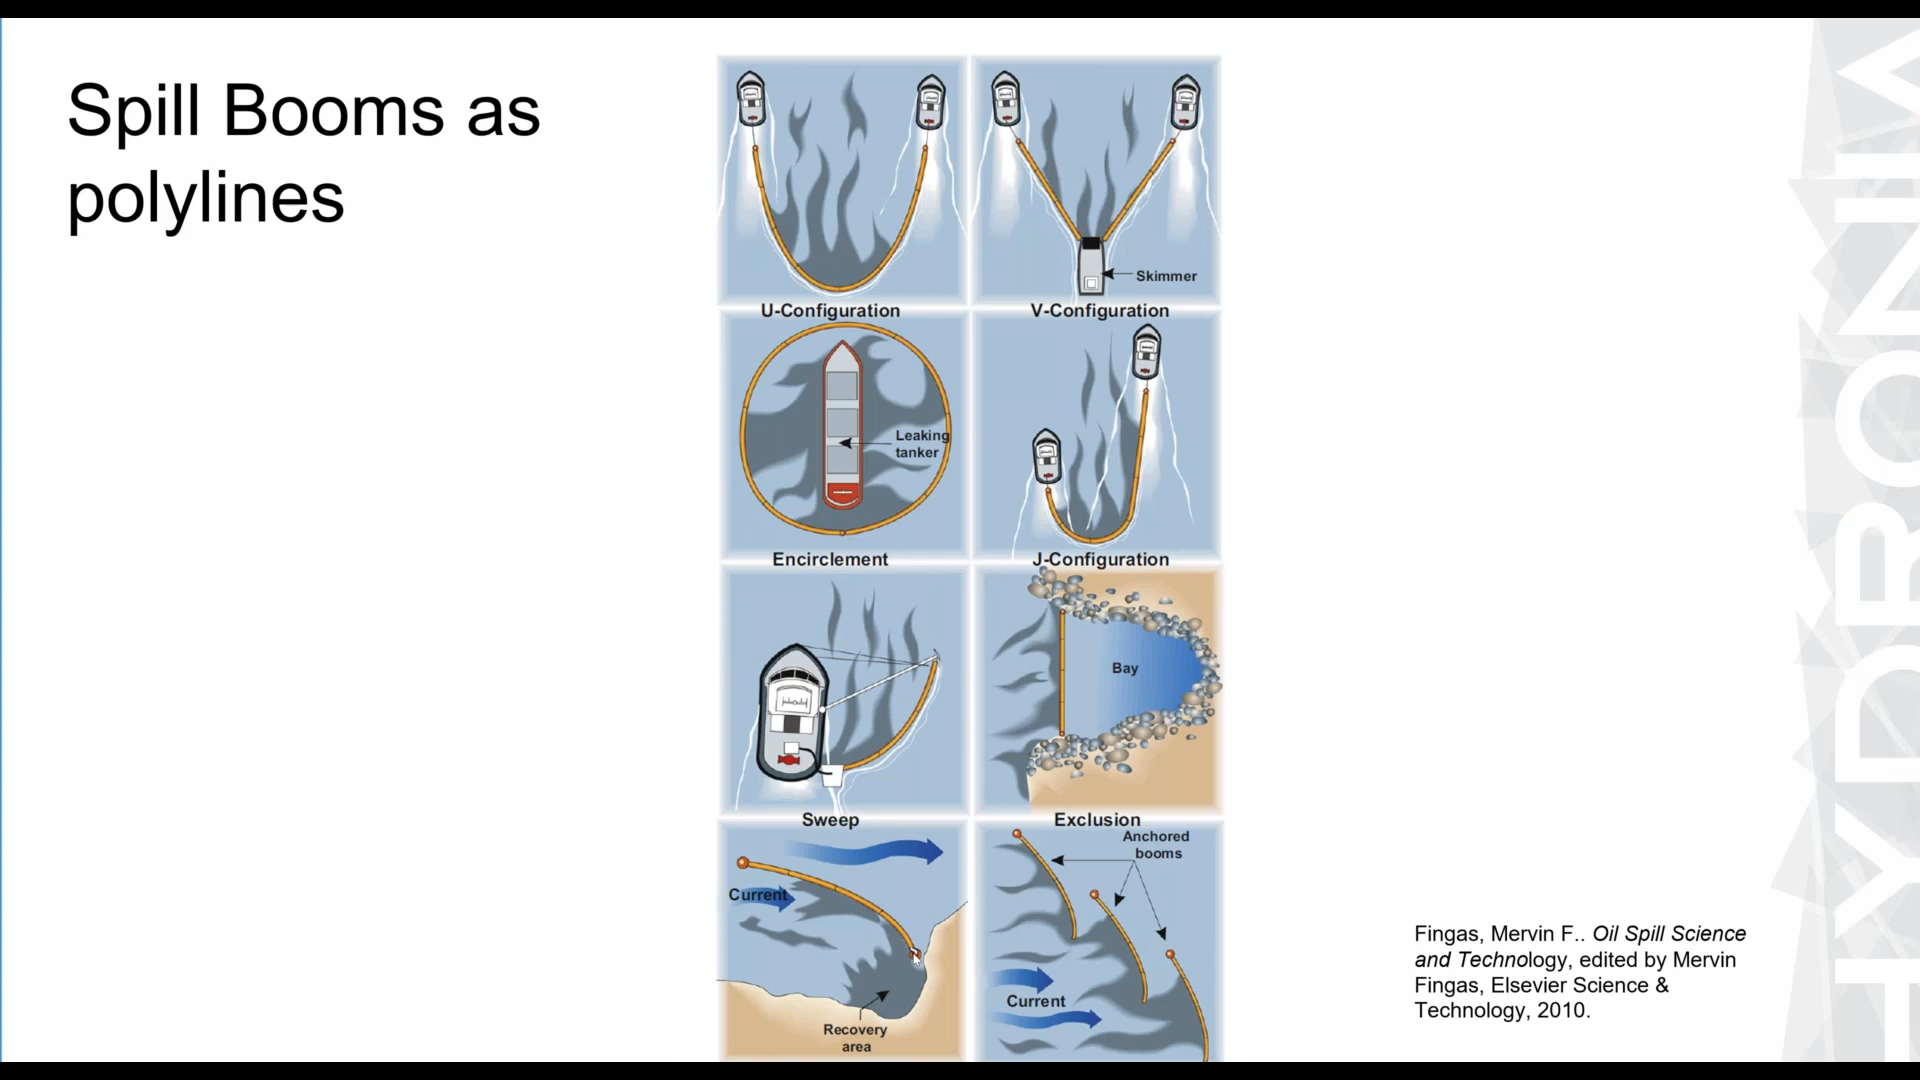 Spill Booms as
polylines
Skimmer
U-Configuration
V-Configuration
Leaking
tanker
Encirclement
J-Configuration
Bay
Sweep
Exclusion
Current
Recovery
area
Anchored
booms
Current
Fingas, Mervin F.. Oil Spill Science
and Technology, edited by Mervin
Fingas, Elsevier Science &
Technology, 2010.
HYDRONIM